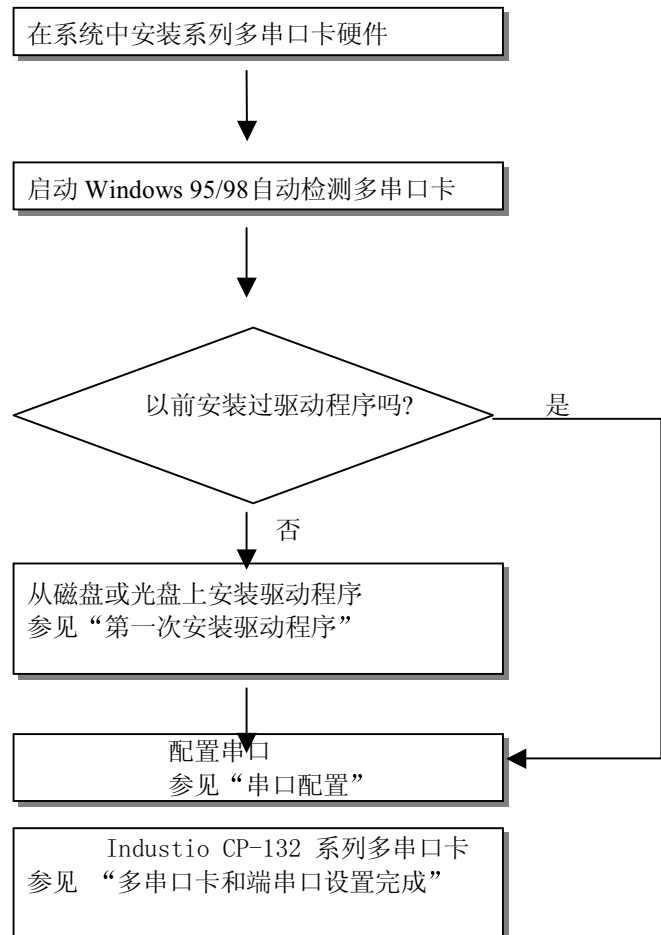 在系统中安装系列多串口卡硬件
启动 Windows 95/98自动检测多串口卡
以前安装过驱动程序吗?
是
否
从磁盘或光盘上安装驱动程序
参见“第一次安装驱动程序”
配置串口
参见“串口配置”
Industio CP-132 系列多串口卡
参见 “多串口卡和端串口设置完成”